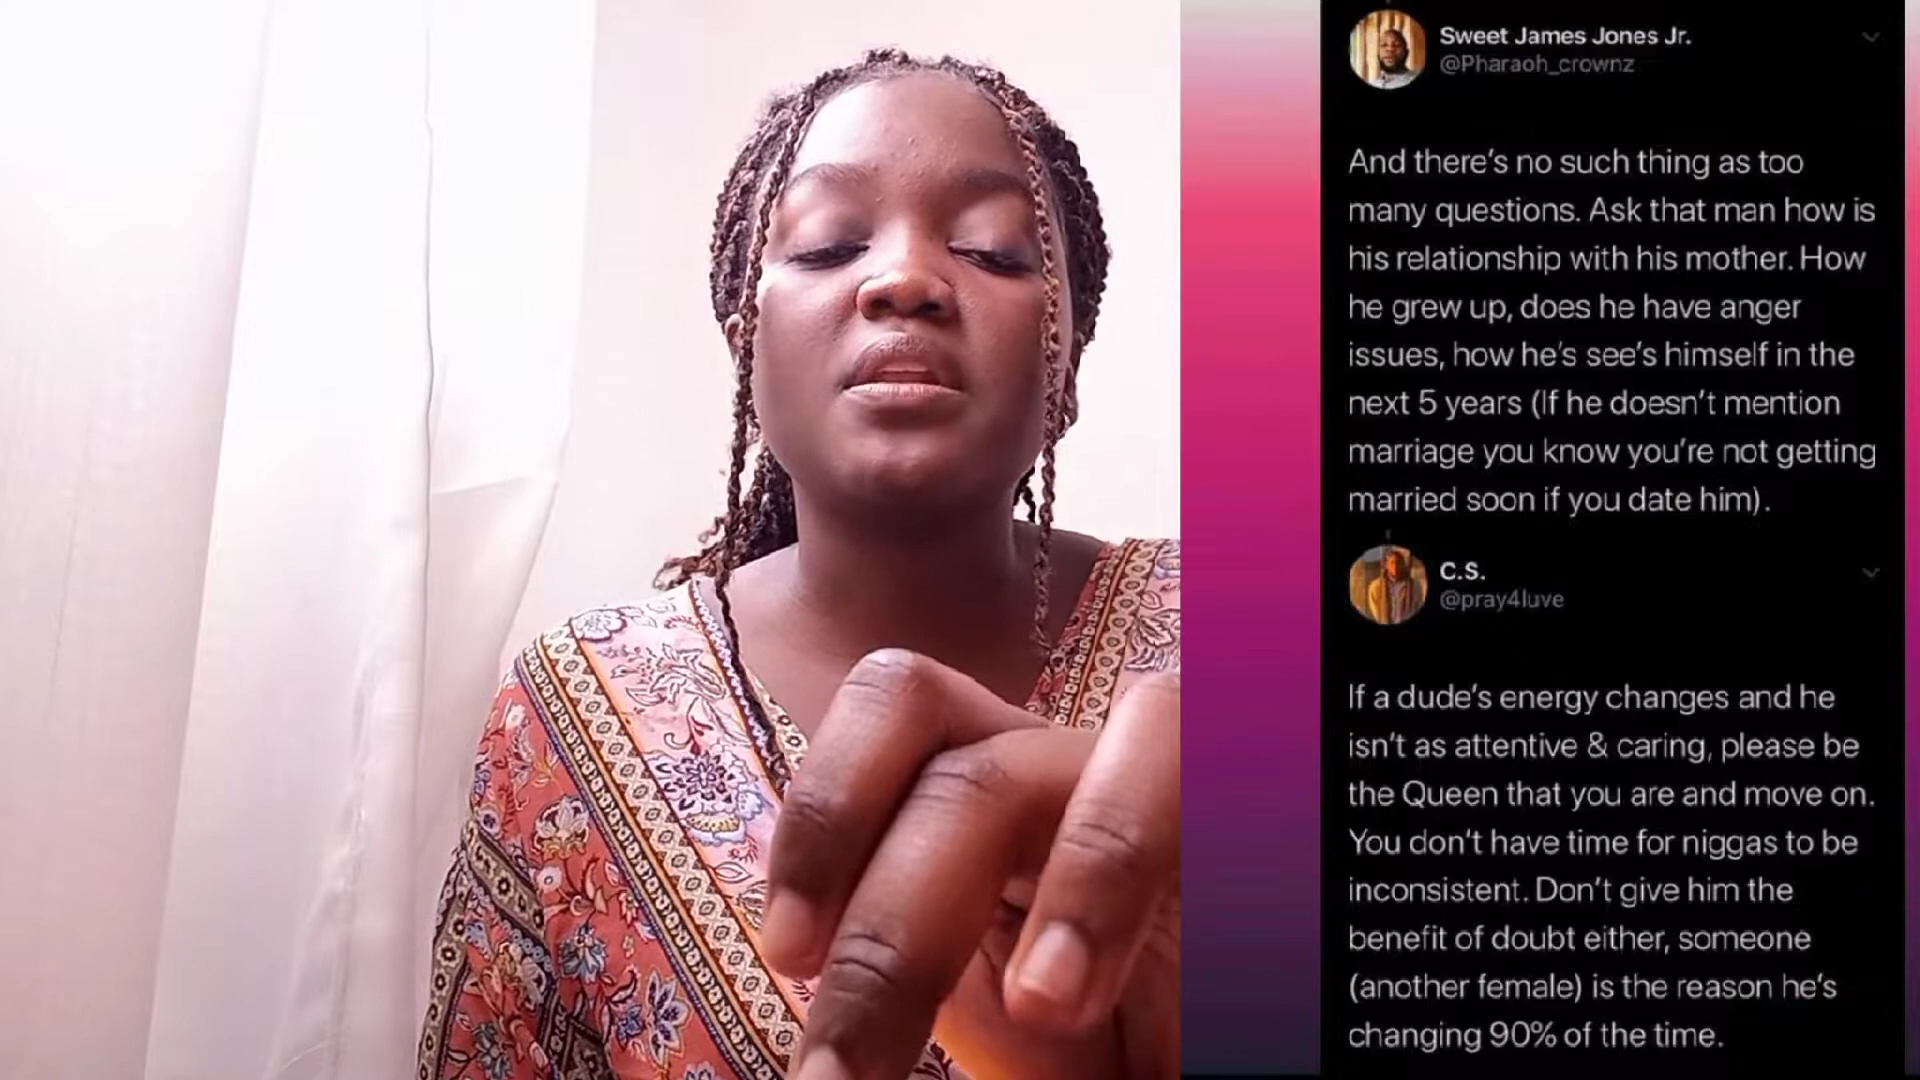 Sweet James Jones Jr.
@Pharaoh_crownz
And there's no such thing as too
many questions. Ask that man how is
his relationship with his mother. How
he grew up, does he have anger
issues, how he's see's himself in the
next 5 years (If he doesn't mention
marriage you know you're not getting
married soon if you date him).
C.S.
@pray4luve
If a dude's energy changes and he
isn't as attentive & caring, please be
the Queen that you are and move on.
You don't have time for niggas to be
inconsistent. Don't give him the
benefit of doubt either, someone
(another female) is the reason he's
changing 90% of the time.